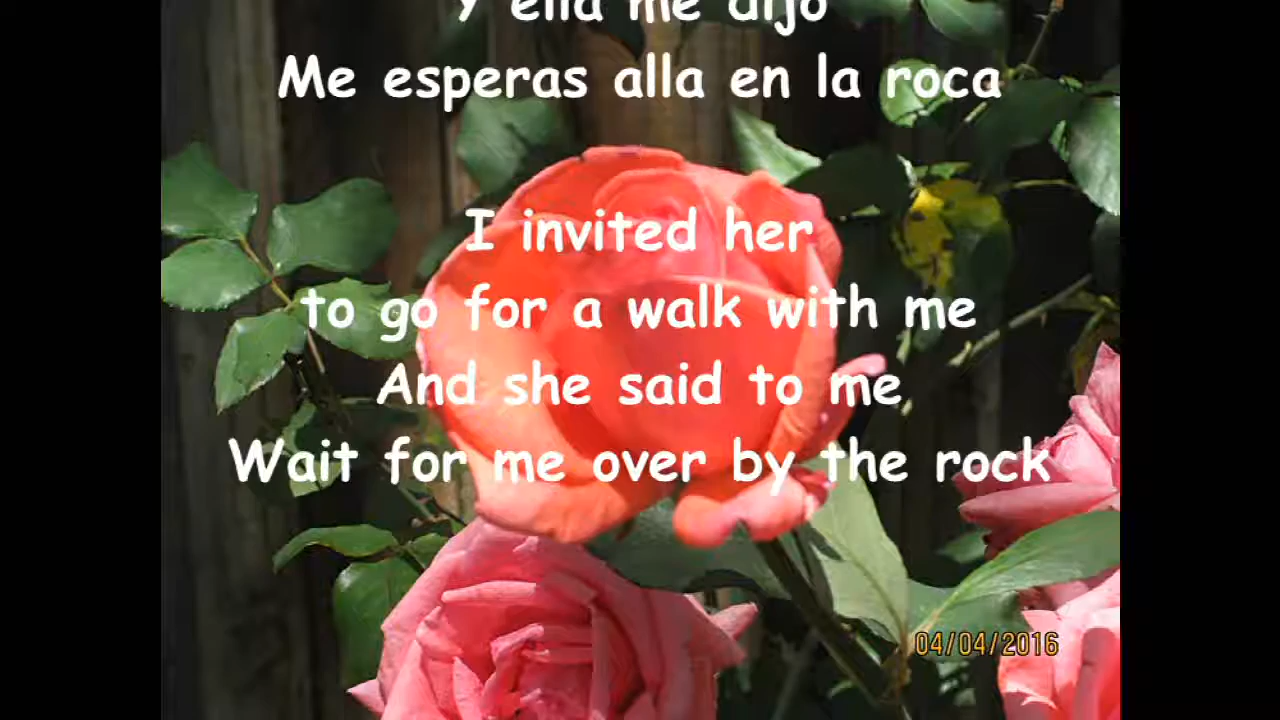 Y ella me dijo
Me esperas alla en la roca
I invited her
to go for a walk with me
And she said to me
Wait for me over by the rock
04/04/2016